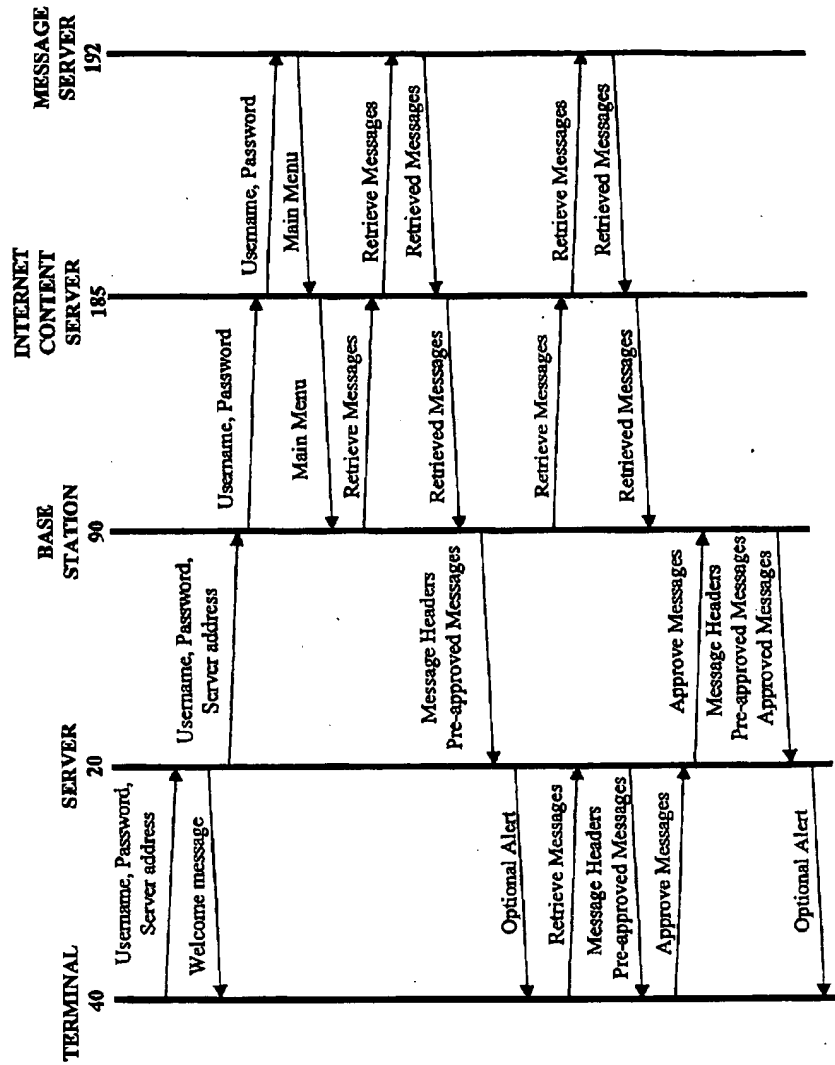 TERMINAL
40
SERVER
20
BASE
STATION
90
INTERNET
CONTENT
SERVER
185
MESSAGE
SERVER
192
Username, Password,
Server address
Welcome message
Username, Password,
Server address
Username, Password
Username, Password
Main Menu
Main Menu
Retrieve Messages
Retrieve Messages
Retrieved Messages
Retrieved Messages
Message Headers
Pre-approved Messages
Optional Alert
Retrieve Messages
Message Headers
Pre-approved Messages
Approve Messages
Retrieve Messages
Retrieve Messages
Retrieved Messages
Retrieved Messages
Approve Messages
Message Headers
Pre-approved Messages
Approved Messages
Optional Alert